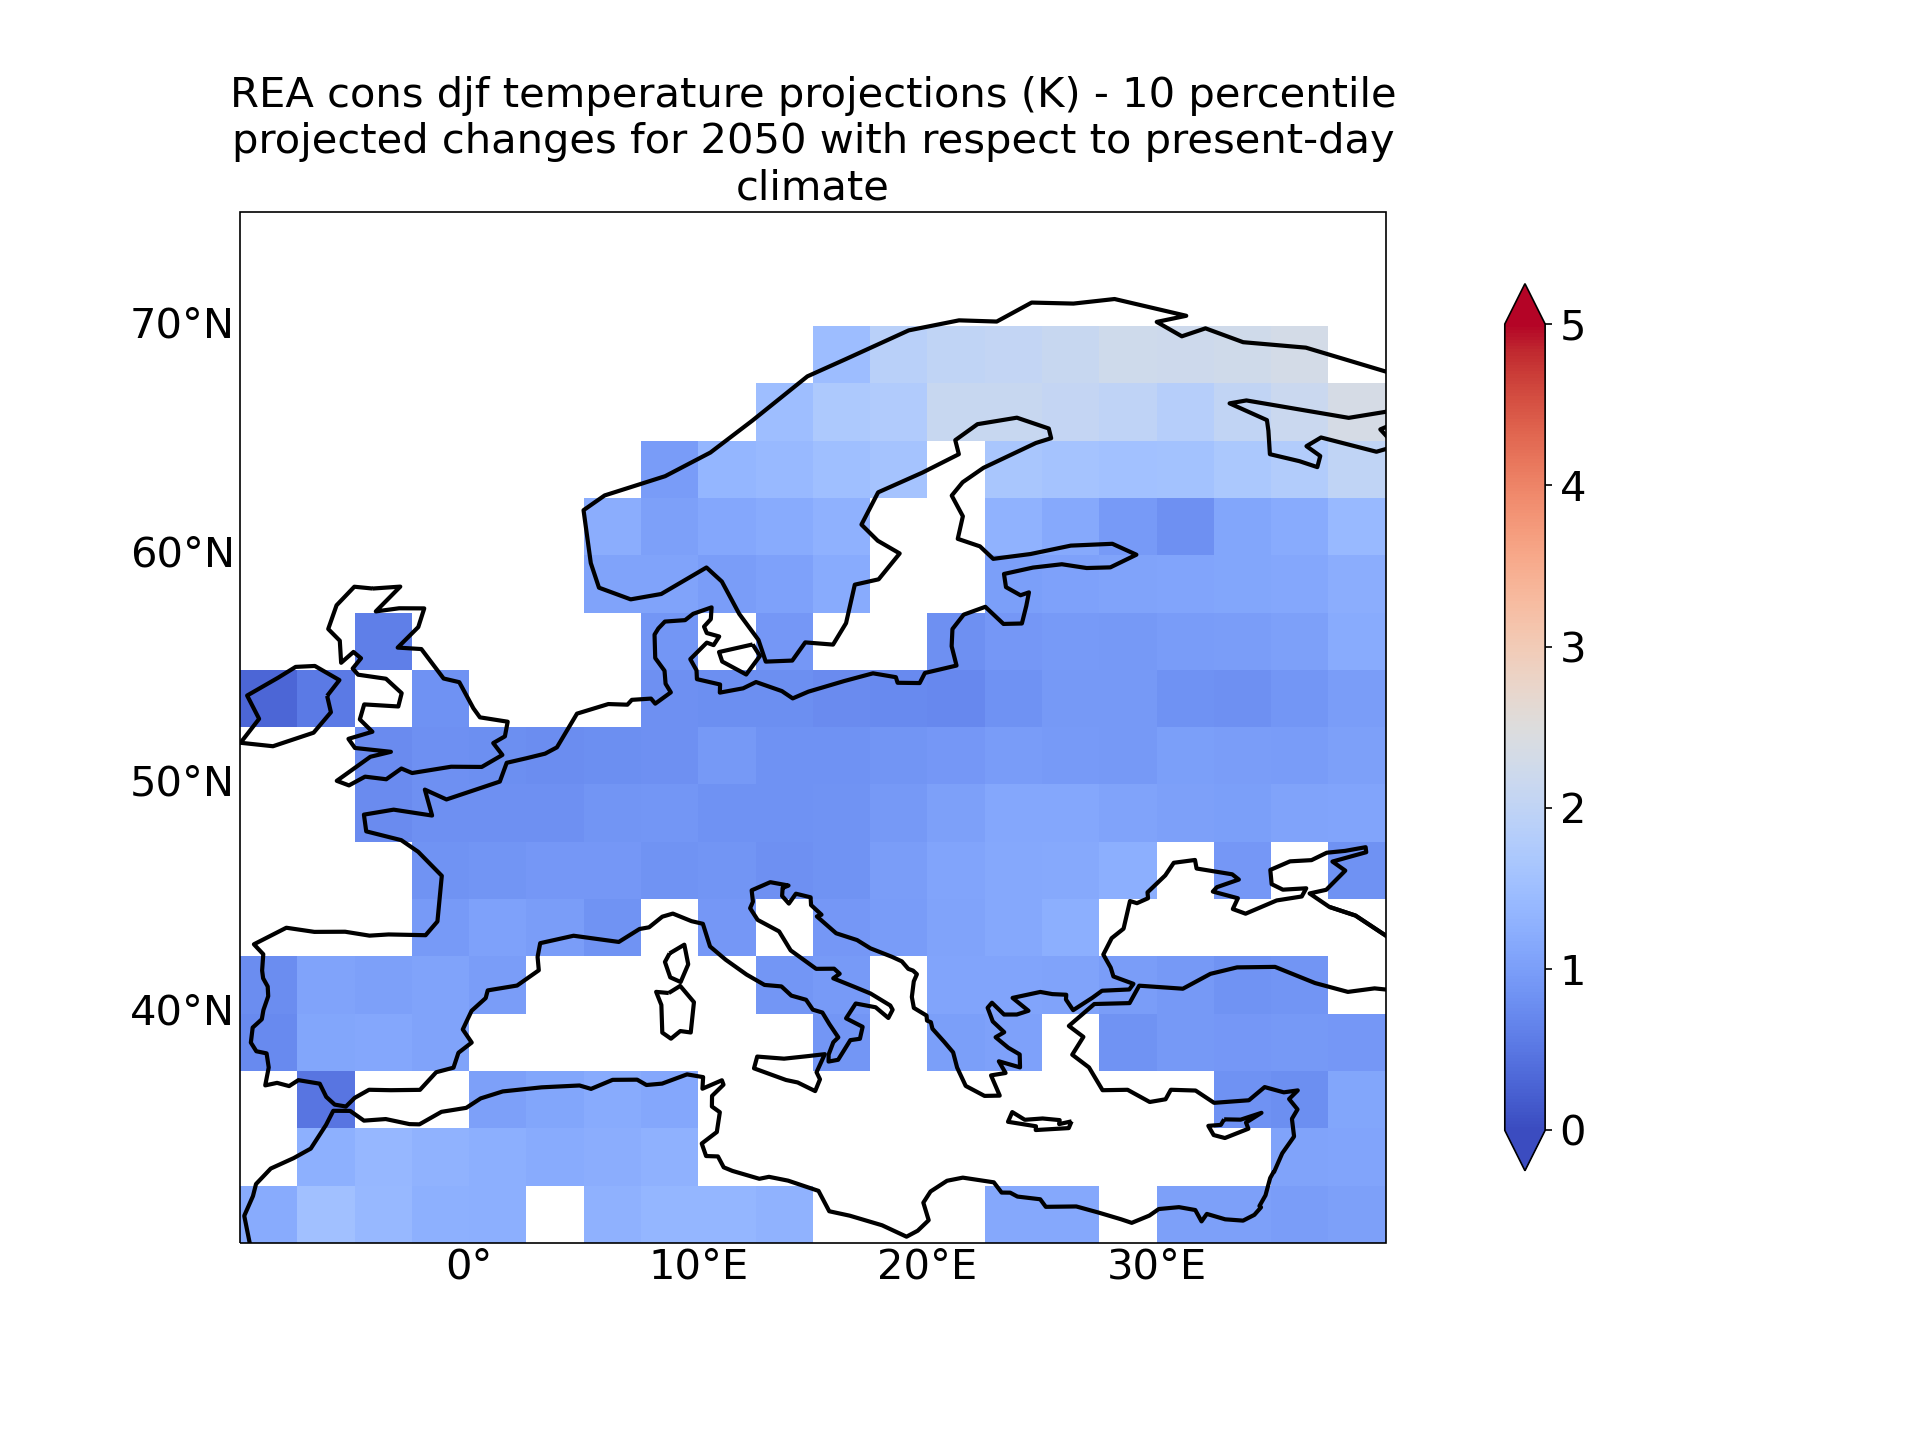 REA cons djf temperature projections (K) - 10 percentile
projected changes for 2050 with respect to present-day
climate
70°N
60°N
50°N
40°N
0°
10°E
20°E
30°E
5
4
3
2
1
0